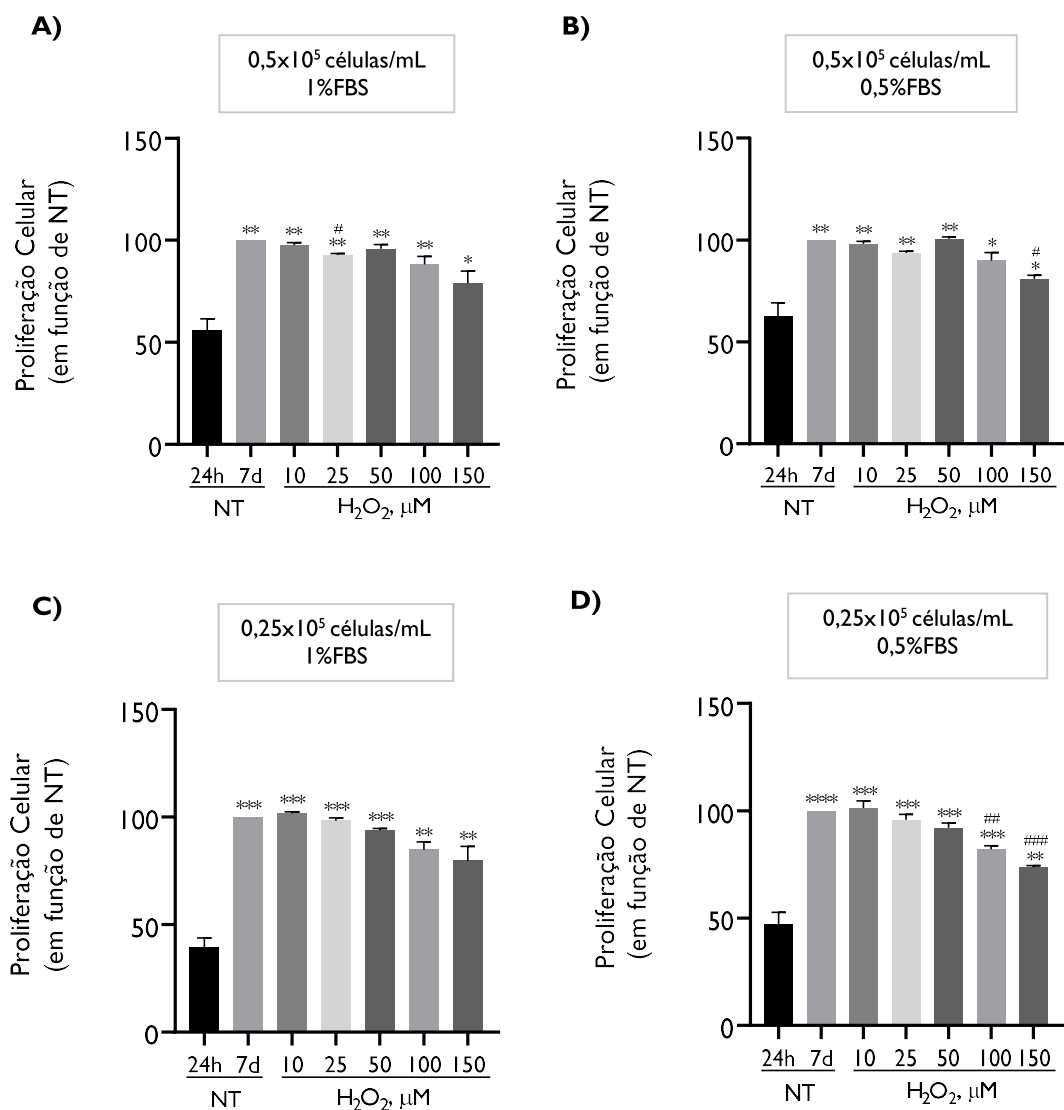 A)
0,5x10⁵ células/mL
1%FBS
Proliferação Celular
(em função de NT)
150
100
50
0
**
**
#
**
**
**
*
24h 7d 10 25 50 100 150
NT H₂O₂, μM
B)
0,5x10⁵ células/mL
0,5%FBS
Proliferação Celular
(em função de NT)
150
100
50
0
**
**
**
**
*
#
*
24h 7d 10 25 50 100 150
NT H₂O₂, μM
C)
0,25x10⁵ células/mL
1%FBS
Proliferação Celular
(em função de NT)
150
100
50
0
***
***
***
***
**
**
24h 7d 10 25 50 100 150
NT H₂O₂, μM
D)
0,25x10⁵ células/mL
0,5%FBS
Proliferação Celular
(em função de NT)
150
100
50
0
****
***
***
***
##
***
###
**
24h 7d 10 25 50 100 150
NT H₂O₂, μM